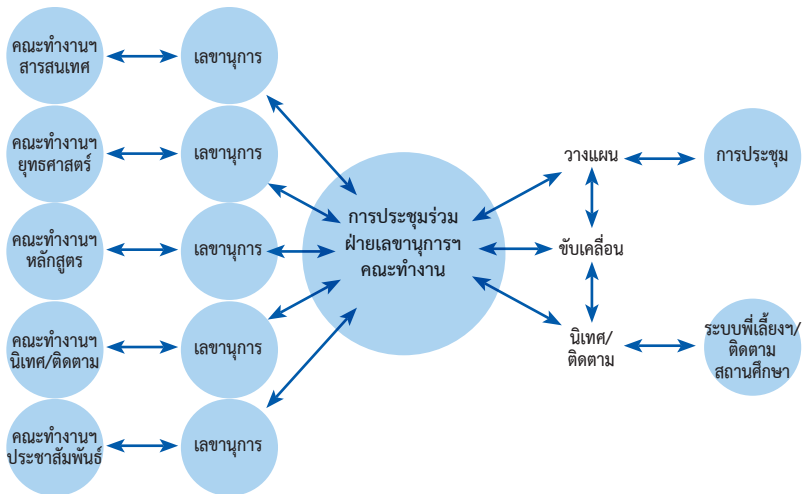 คณะทำงานฯ
สารสนเทศ
เลขานุการ
คณะทำงานฯ
ยุทธศาสตร์
เลขานุการ
คณะทำงานฯ
หลักสูตร
เลขานุการ
คณะทำงานฯ
นิเทศ/ติดตาม
เลขานุการ
คณะทำงานฯ
ประชาสัมพันธ์
เลขานุการ
การประชุมร่วม
ฝ่ายเลขานุการฯ
คณะทำงาน
วางแผน
ขับเคลื่อน
นิเทศ/
ติดตาม
การประชุม
ระบบพี่เลี้ยงฯ/
ติดตาม
สถานศึกษา